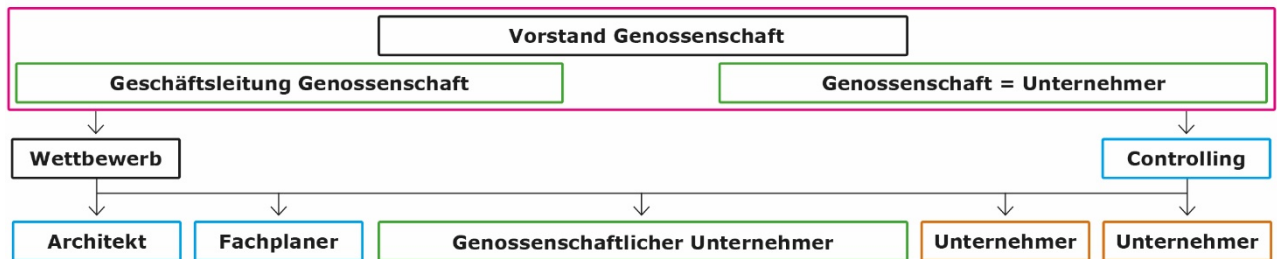 Vorstand Genossenschaft
Geschäftsleitung Genossenschaft
Genossenschaft = Unternehmer
Wettbewerb
Controlling
Architekt
Fachplaner
Genossenschaftlicher Unternehmer
Unternehmer
Unternehmer